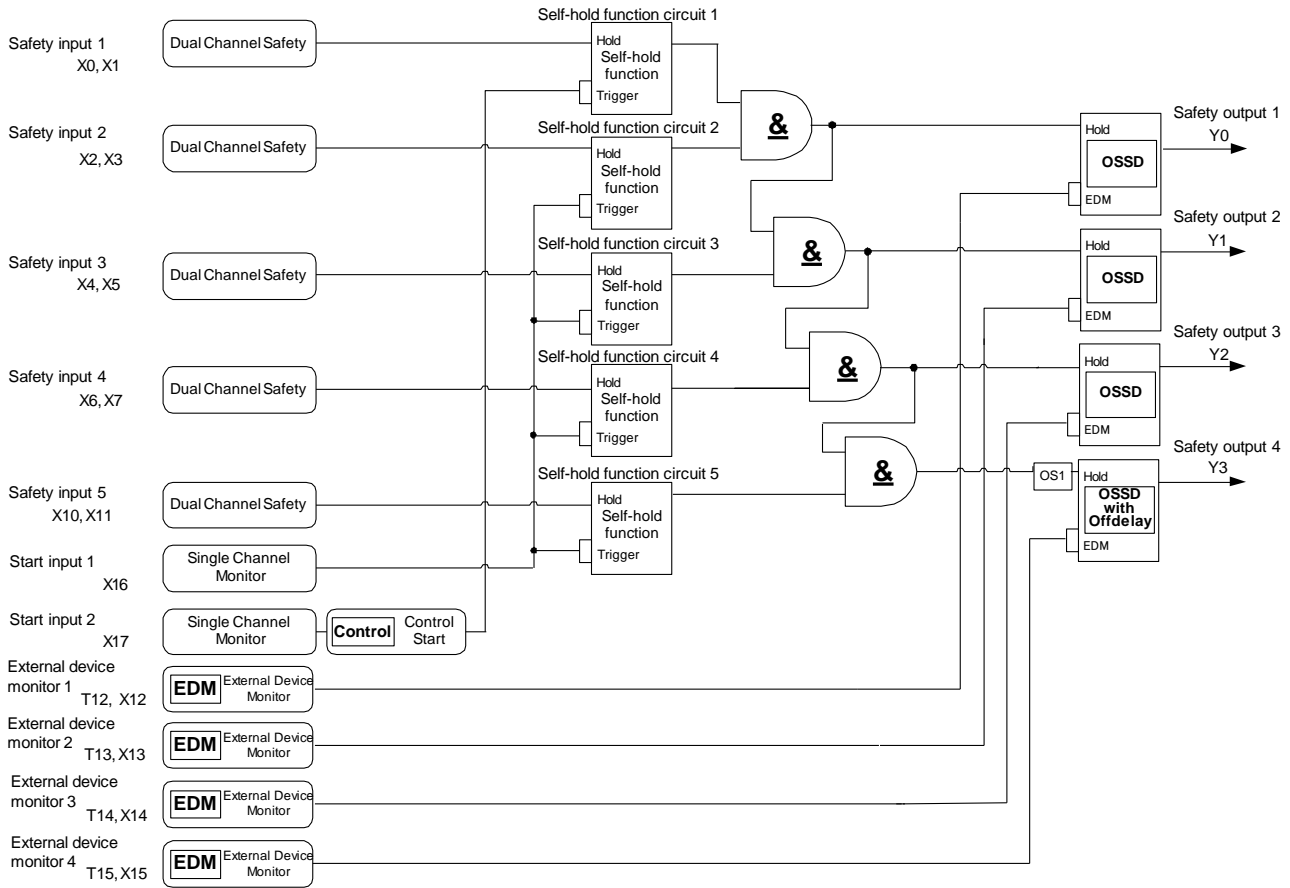 Self-hold function circuit 1
Safety input 1
X0, X1
Dual Channel Safety
Hold
Self-hold
function
Trigger
Safety input 2
X2, X3
Dual Channel Safety
Self-hold function circuit 2
Hold
Self-hold
function
Trigger
&
Safety output 1
Y0
Hold
OSSD
EDM
Safety input 3
X4, X5
Dual Channel Safety
Self-hold function circuit 3
Hold
Self-hold
function
Trigger
&
Safety output 2
Y1
Hold
OSSD
EDM
Safety input 4
X6, X7
Dual Channel Safety
Self-hold function circuit 4
Hold
Self-hold
function
Trigger
&
Safety output 3
Y2
Hold
OSSD
EDM
Safety input 5
X10, X11
Dual Channel Safety
Self-hold function circuit 5
Hold
Self-hold
function
Trigger
&
OS1
Safety output 4
Y3
Hold
OSSD
with
Offdelay
EDM
Start input 1
X16
Single Channel
Monitor
Start input 2
X17
Single Channel
Monitor
Control
Control
Start
External device
monitor 1
T12, X12
EDM
External Device
Monitor
External device
monitor 2
T13, X13
EDM
External Device
Monitor
External device
monitor 3
T14, X14
EDM
External Device
Monitor
External device
monitor 4
T15, X15
EDM
External Device
Monitor